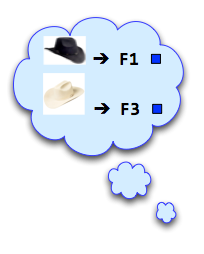 → F1
→ F3